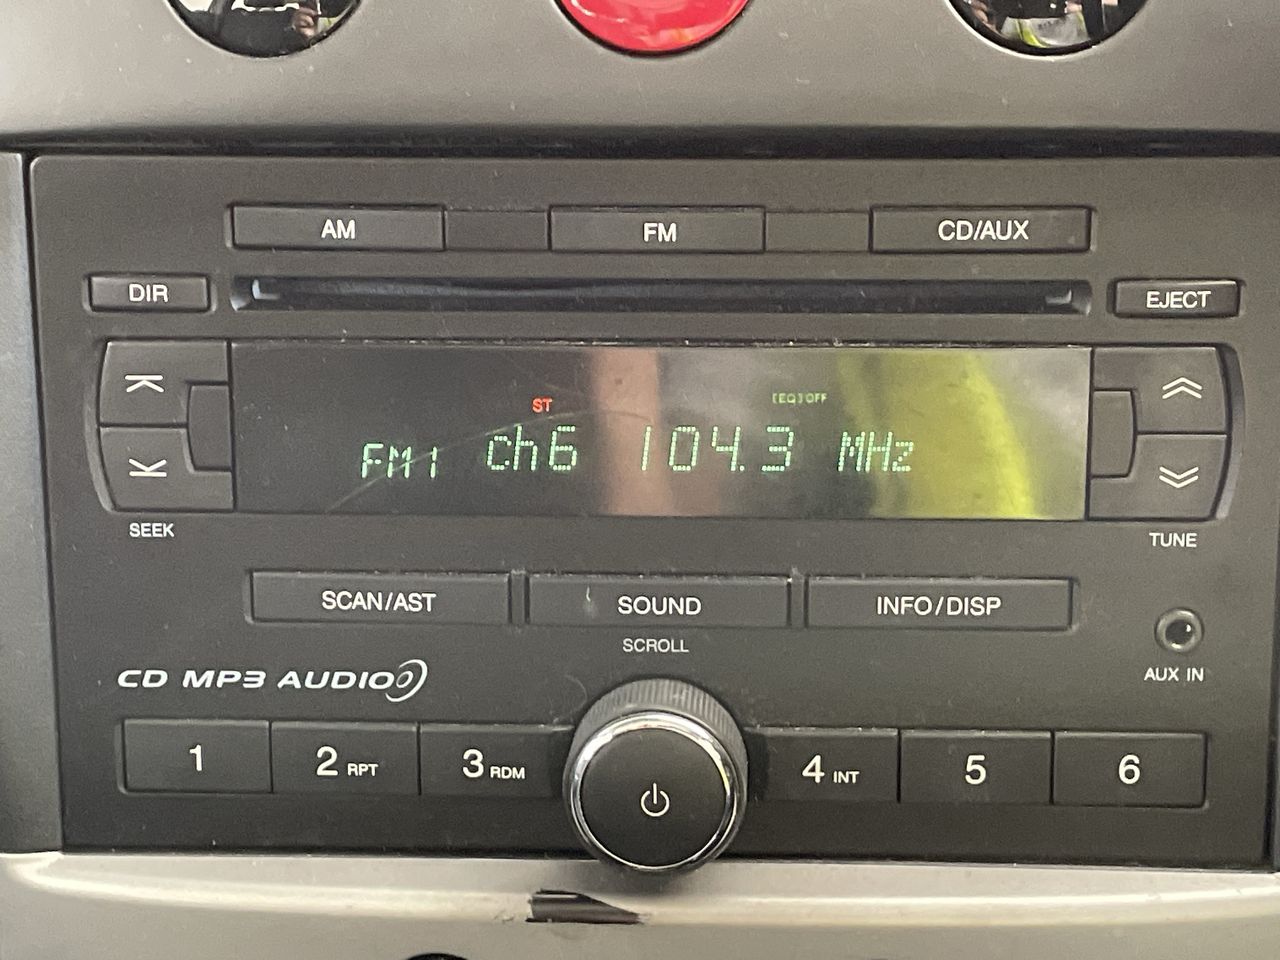 AM FM CD/AUX
DIR EJECT
ST [EQ]OFF
FM1 ch6 104.3 MHz
SEEK TUNE
SCAN/AST SOUND INFO/DISP
SCROLL
AUX IN
CD MP3 AUDIO
1 2 RPT 3 RDM 4 INT 5 6